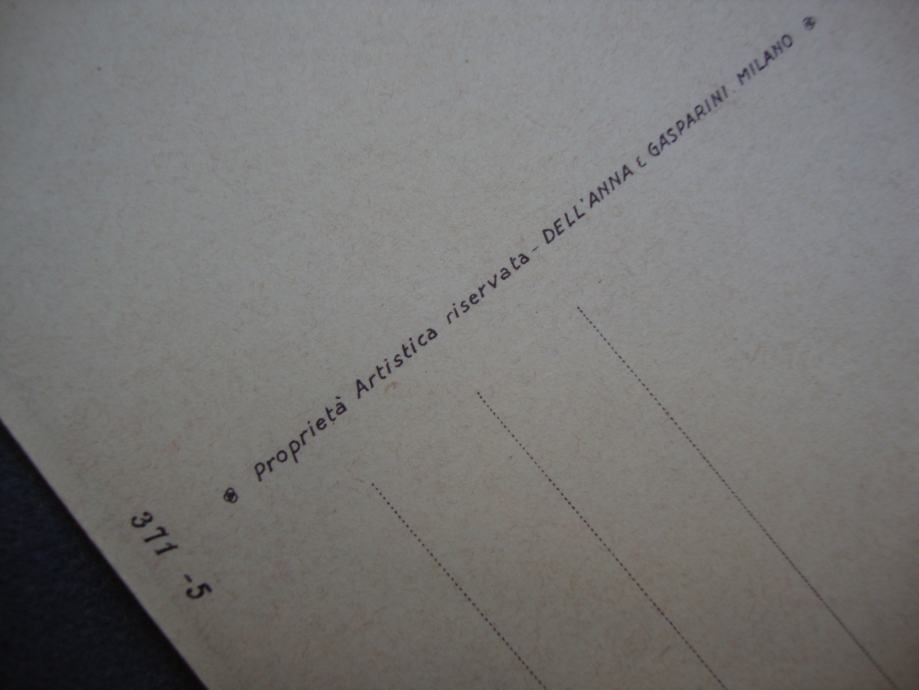 Proprietà Artistica riservata - DELL'ANNA E GASPARINI. MILANO
371 -5